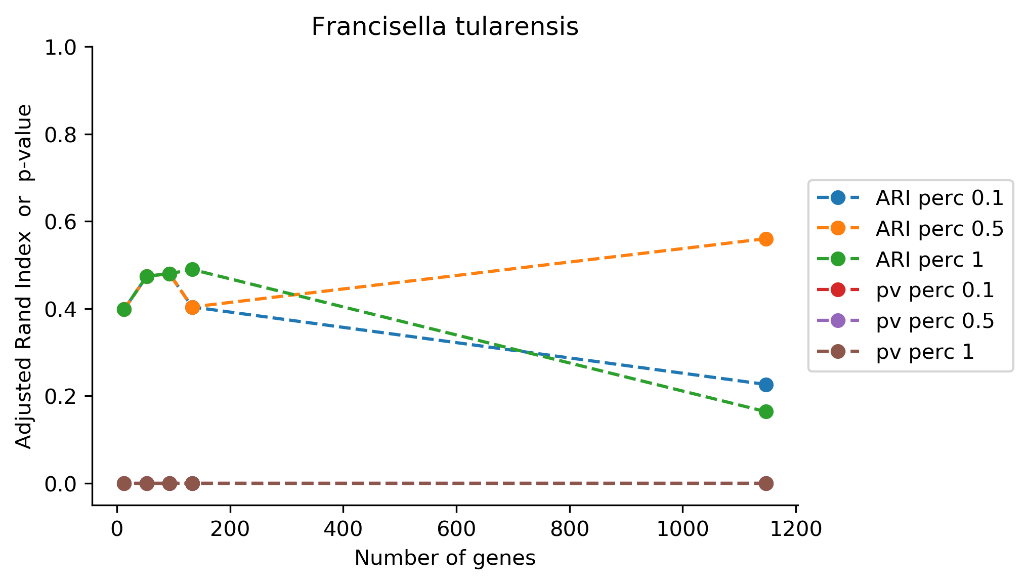 Francisella tularensis
Adjusted Rand Index or p-value
1.0
0.8
0.6
0.4
0.2
0.0
0
200
400
600
800
1000
1200
Number of genes
ARI perc 0.1
ARI perc 0.5
ARI perc 1
pv perc 0.1
pv perc 0.5
pv perc 1